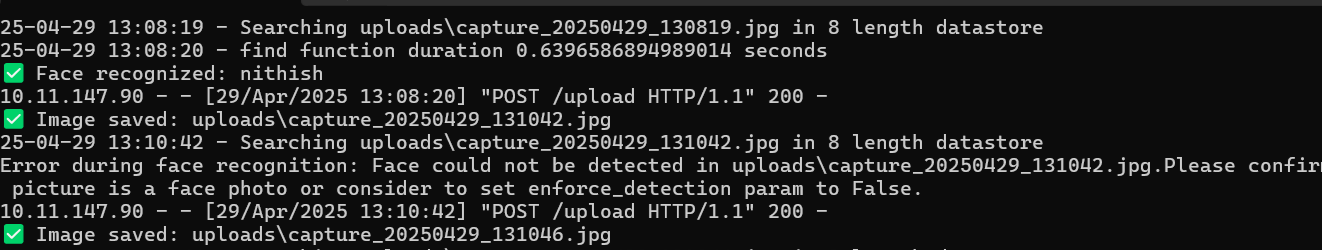 25-04-29 13:08:19 - Searching uploads\capture_20250429_130819.jpg in 8 length datastore
25-04-29 13:08:20 - find function duration 0.6396586894989014 seconds
✅ Face recognized: nithish
10.11.147.90 - - [29/Apr/2025 13:08:20] "POST /upload HTTP/1.1" 200 -
✅ Image saved: uploads\capture_20250429_131042.jpg
25-04-29 13:10:42 - Searching uploads\capture_20250429_131042.jpg in 8 length datastore
Error during face recognition: Face could not be detected in uploads\capture_20250429_131042.jpg.Please confir
picture is a face photo or consider to set enforce_detection param to False.
10.11.147.90 - - [29/Apr/2025 13:10:42] "POST /upload HTTP/1.1" 200 -
✅ Image saved: uploads\capture_20250429_131046.jpg